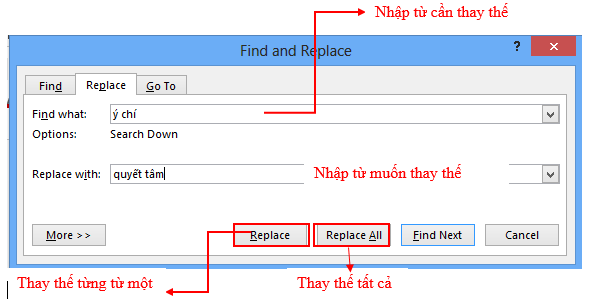 Nhập từ cần thay thế
Find and Replace
? X
Find Replace Go To
Find what: ý chí
Options: Search Down
Replace with: quyết tâm Nhập từ muốn thay thế
More >> Replace Replace All Find Next Cancel
Thay thế từng từ một Thay thế tất cả